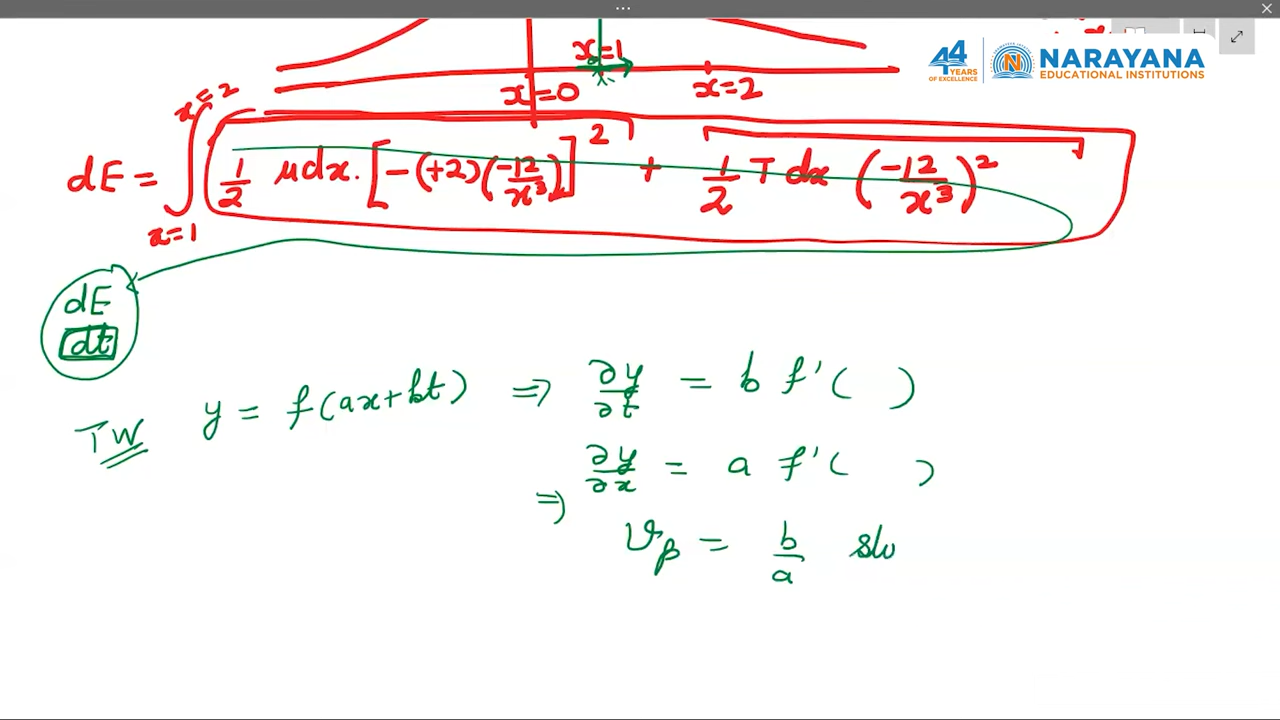 44 YEARS OF EXCELLENCE NARAYANA EDUCATIONAL INSTITUTIONS
x=1
x=0 x=2
x=2
dE = ∫ 1/2 μdx. [-(+2)(-12/x³)]² + 1/2 T dx (-12/x³)²
x=1
dE
dt
TW y = f(ax+bt) ⇒ ∂y/∂t = b f'( )
∂y/∂x = a f'( )
⇒ Vp = b/a slo